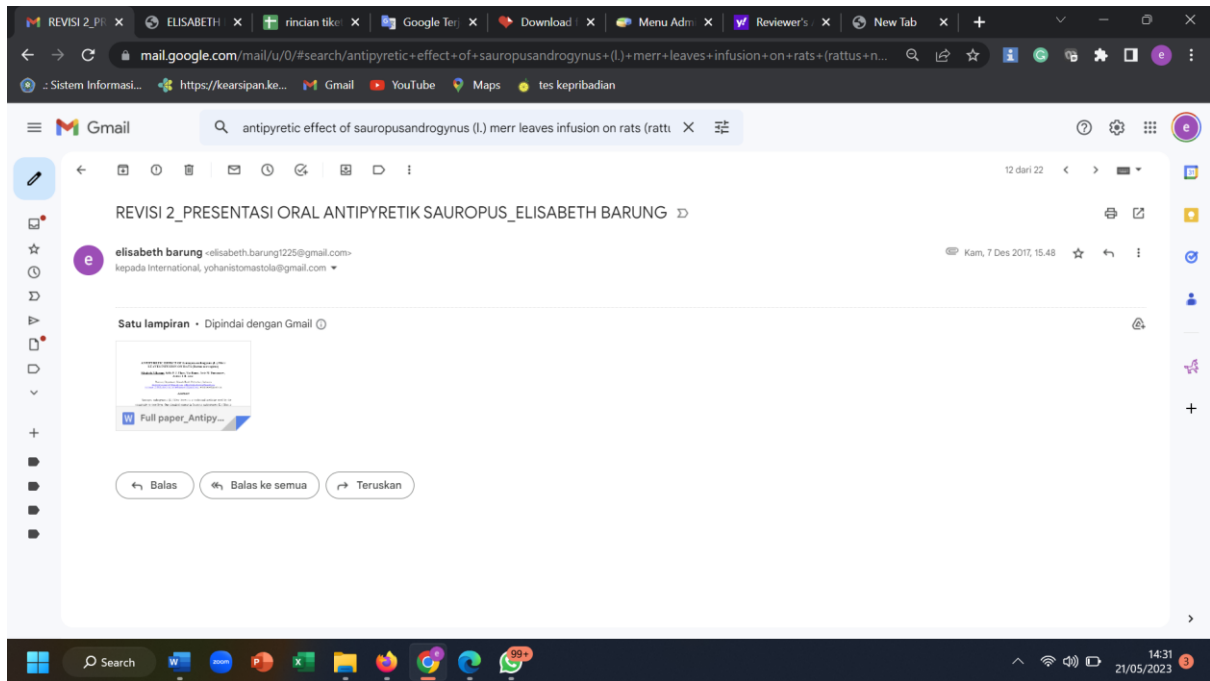 REVISI 2_PR
ELISABETH
rincian tiket
Google Terj
Download f
Menu Adm
Reviewer's
New Tab
mail.google.com/mail/u/0/#search/antipyretic+effect+of+sauropusandrogynus+(l.)+merr+leaves+infusion+on+rats+(rattus+n...
.: Sistem Informasi...
https://kearsipan.ke...
Gmail
YouTube
Maps
tes kepribadian
Gmail
antipyretic effect of sauropusandrogynus (l.) merr leaves infusion on rats (rattu
12 dari 22
REVISI 2_PRESENTASI ORAL ANTIPYRETIK SAUROPUS_ELISABETH BARUNG
elisabeth barung <elisabeth.barung1225@gmail.com>
Kam, 7 Des 2017, 15.48
kepada International, yohanistomastola@gmail.com
Satu lampiran • Dipindai dengan Gmail
Full paper_Antipy...
Balas
Balas ke semua
Teruskan
Search
99+
14:31
21/05/2023
3